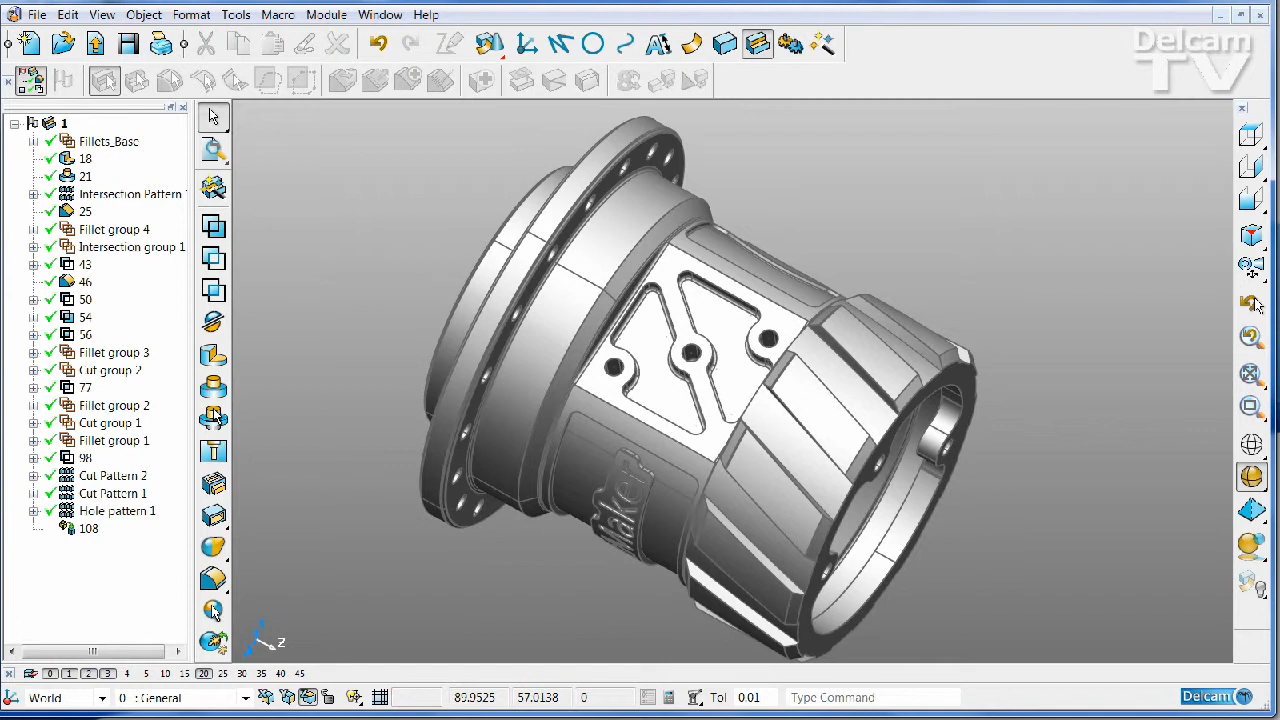 File Edit View Object Format Tools Macro Module Window Help
Delcam
TV
1
Fillets_Base
18
21
Intersection Pattern
25
Fillet group 4
Intersection group 1
43
46
50
54
56
Fillet group 3
Cut group 2
77
Fillet group 2
Cut group 1
Fillet group 1
98
Cut Pattern 2
Cut Pattern 1
Hole pattern 1
108
Maker
Z
0 1 2 3 4 5 10 15 20 25 30 35 40 45
World 0 : General 89.9525 57.0138 0 Tol 0.01 Type Command Delcam